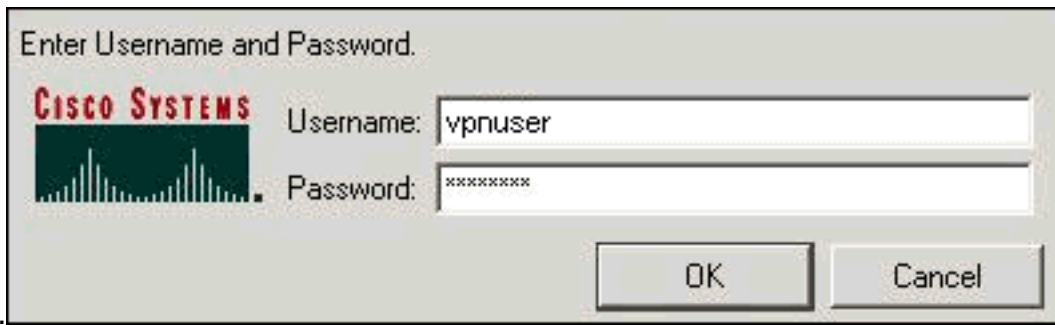 Enter Username and Password.
CISCO SYSTEMS
Username: vpnuser
Password: ********
OK Cancel